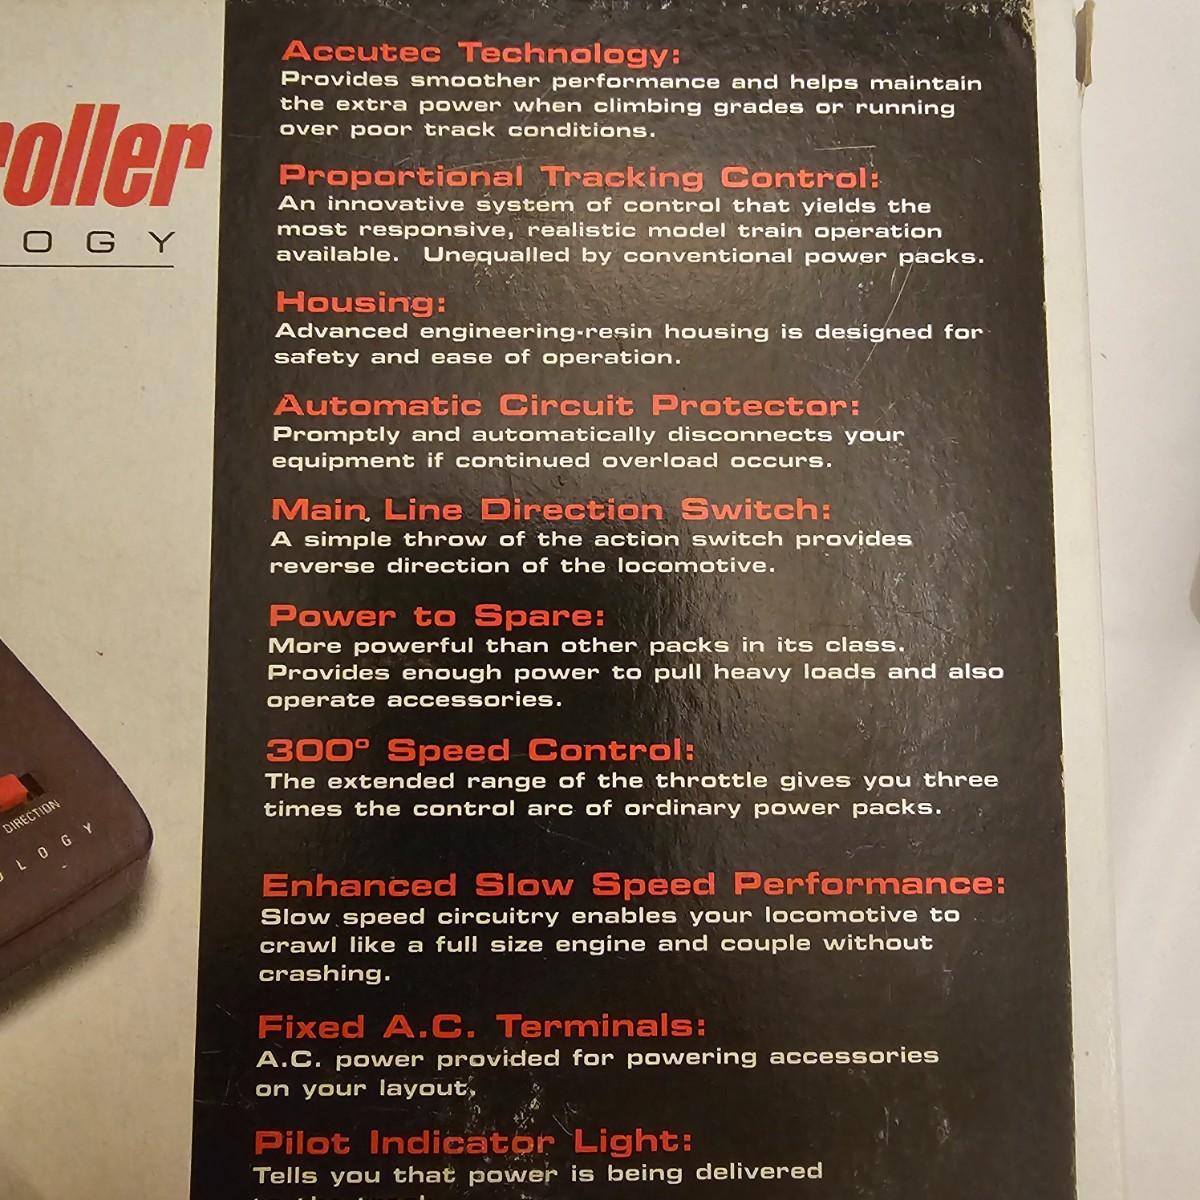 roller
OGY
DIRECTION
LOGY
Accutec Technology:
Provides smoother performance and helps maintain
the extra power when climbing grades or running
over poor track conditions.
Proportional Tracking Control:
An innovative system of control that yields the
most responsive, realistic model train operation
available. Unequalled by conventional power packs.
Housing:
Advanced engineering-resin housing is designed for
safety and ease of operation.
Automatic Circuit Protector:
Promptly and automatically disconnects your
equipment if continued overload occurs.
Main Line Direction Switch:
A simple throw of the action switch provides
reverse direction of the locomotive.
Power to Spare:
More powerful than other packs in its class.
Provides enough power to pull heavy loads and also
operate accessories.
300° Speed Control:
The extended range of the throttle gives you three
times the control arc of ordinary power packs.
Enhanced Slow Speed Performance:
Slow speed circuitry enables your locomotive to
crawl like a full size engine and couple without
crashing.
Fixed A.C. Terminals:
A.C. power provided for powering accessories
on your layout.
Pilot Indicator Light:
Tells you that power is being delivered